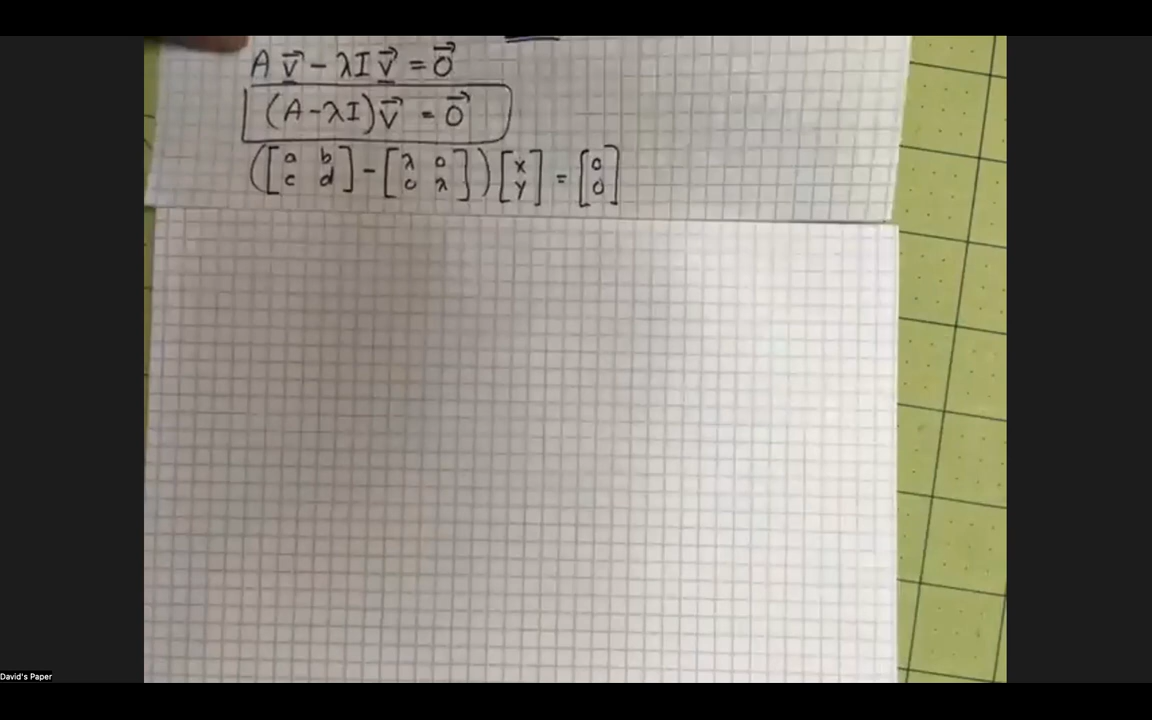 A v⃗ - λI v⃗ = 0⃗
(A-λI)v⃗ = 0⃗
([a b c d] - [λ 0 0 λ]) [x y] = [0 0]
David's Paper